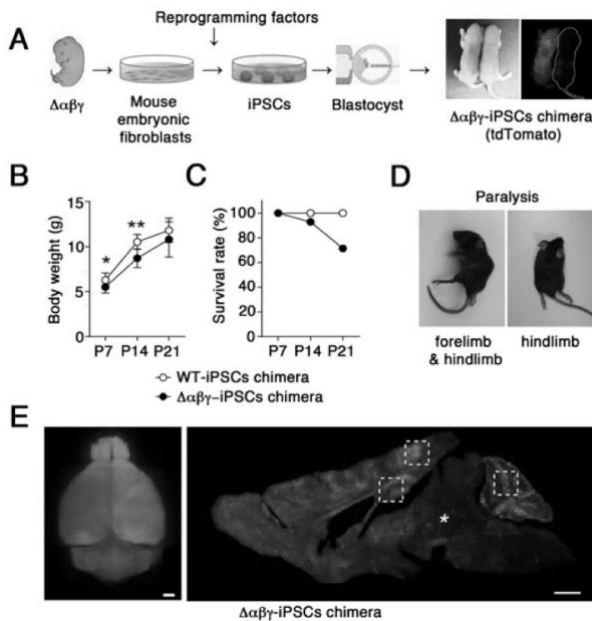 Reprogramming factors
A
Δαβγ
Mouse
embryonic
fibroblasts
iPSCs
Blastocyst
Δαβγ-iPSCs chimera
(tdTomato)
B
Body weight (g)
15
10
5
0
*
**
P7 P14 P21
C
Survival rate (%)
100
80
60
40
20
0
P7 P14 P21
WT-iPSCs chimera
Δαβγ-iPSCs chimera
D
Paralysis
forelimb
& hindlimb
hindlimb
E
*
Δαβγ-iPSCs chimera